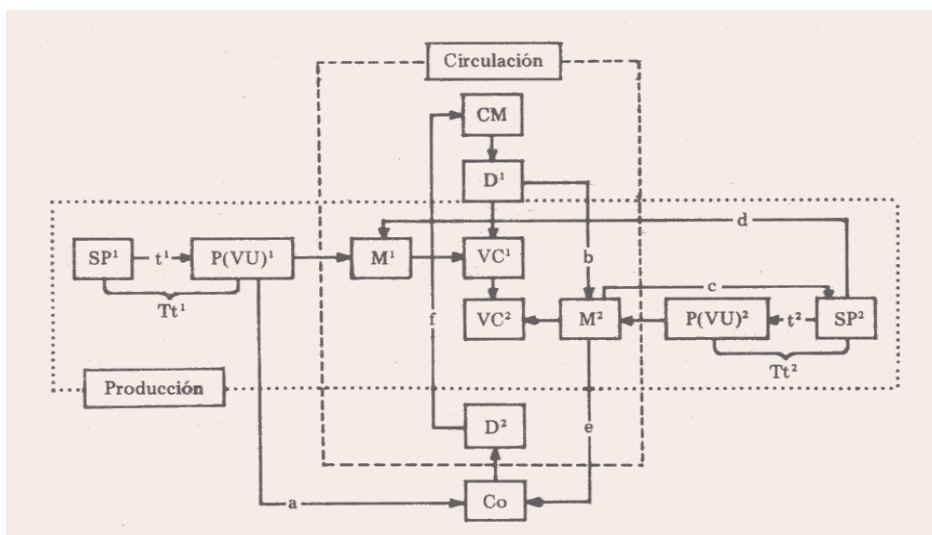 Circulación
CM
D¹
d
SP¹
t¹
P(VU)¹
M¹
VC¹
b
c
Tt¹
f
VC²
M²
P(VU)²
t²
SP²
Tt²
Producción
D²
e
a
Co